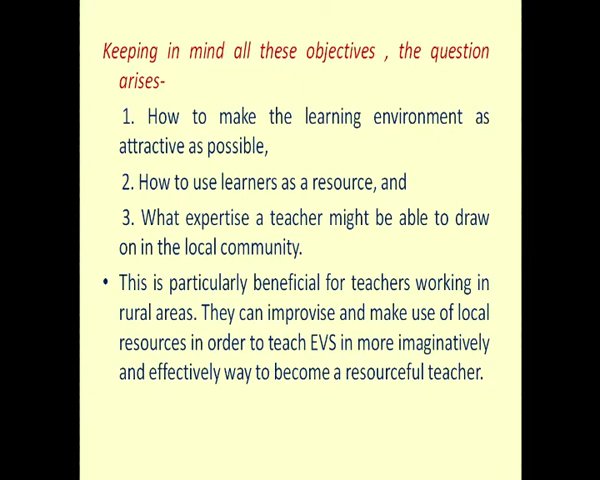 Keeping in mind all these objectives , the question
arises-
1. How to make the learning environment as
attractive as possible,
2. How to use learners as a resource, and
3. What expertise a teacher might be able to draw
on in the local community.
• This is particularly beneficial for teachers working in
rural areas. They can improvise and make use of local
resources in order to teach EVS in more imaginatively
and effectively way to become a resourceful teacher.